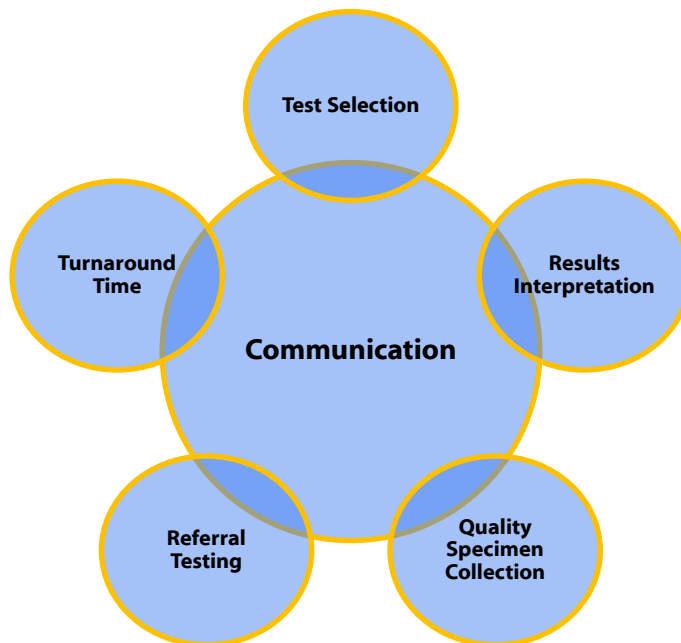 Test Selection
Turnaround
Time
Results
Interpretation
Communication
Referral
Testing
Quality
Specimen
Collection